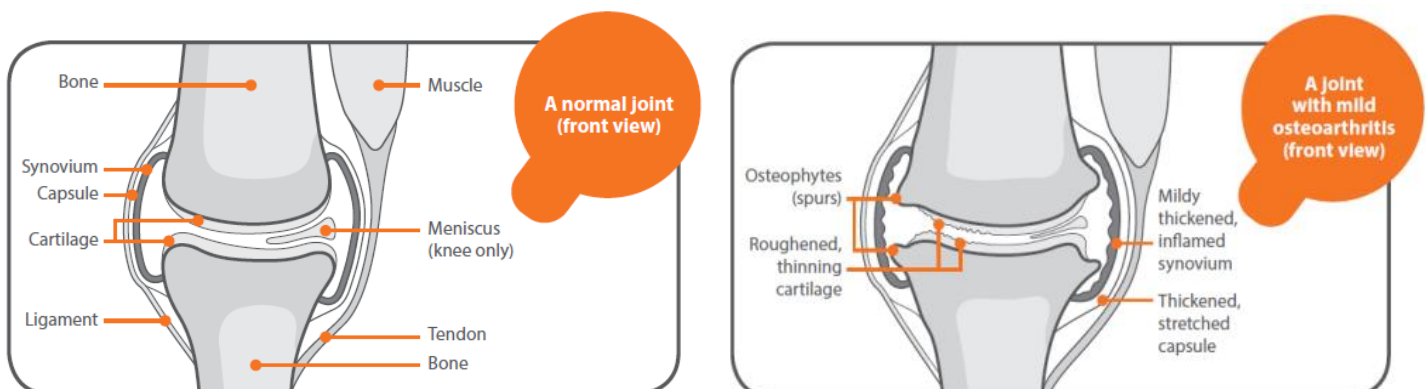 Bone
Synovium
Capsule
Cartilage
Ligament
Muscle
Meniscus
(knee only)
Tendon
Bone
A normal joint
(front view)
Osteophytes
(spurs)
Roughened,
thinning
cartilage
Mildy
thickened,
inflamed
synovium
Thickened,
stretched
capsule
A joint
with mild
osteoarthritis
(front view)